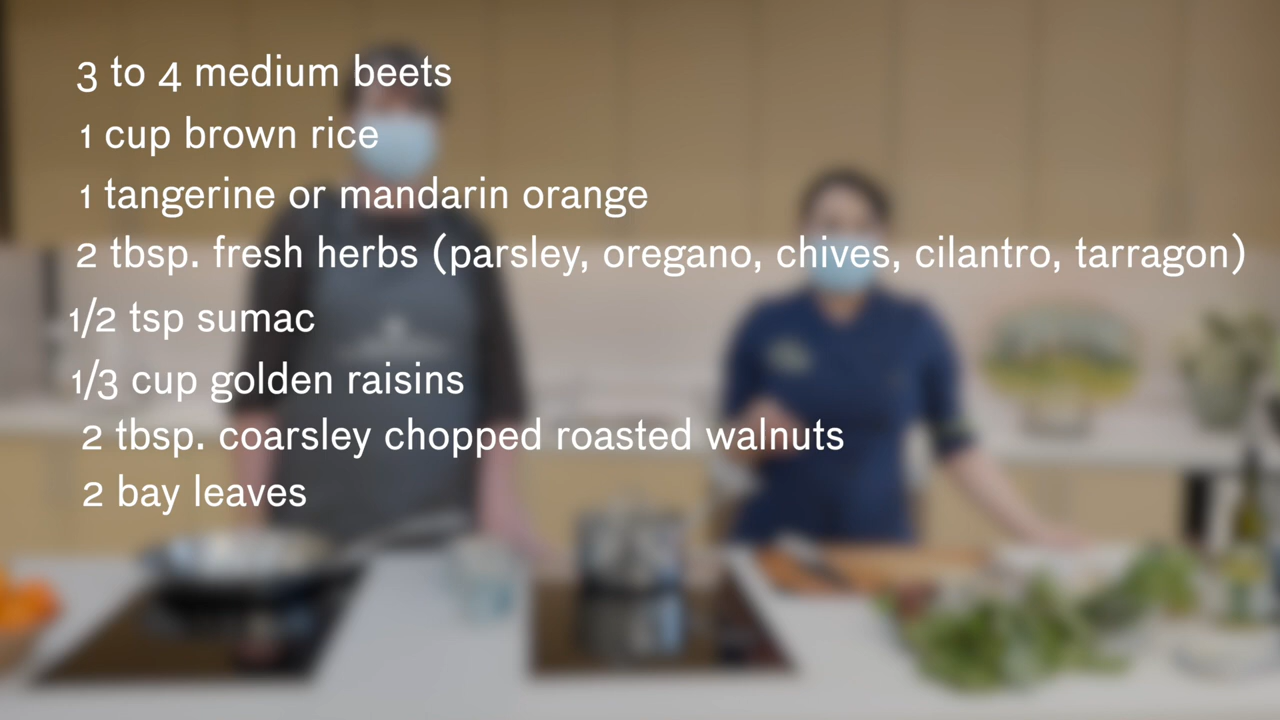 3 to 4 medium beets
1 cup brown rice
1 tangerine or mandarin orange
2 tbsp. fresh herbs (parsley, oregano, chives, cilantro, tarragon)
1/2 tsp sumac
1/3 cup golden raisins
2 tbsp. coarsley chopped roasted walnuts
2 bay leaves